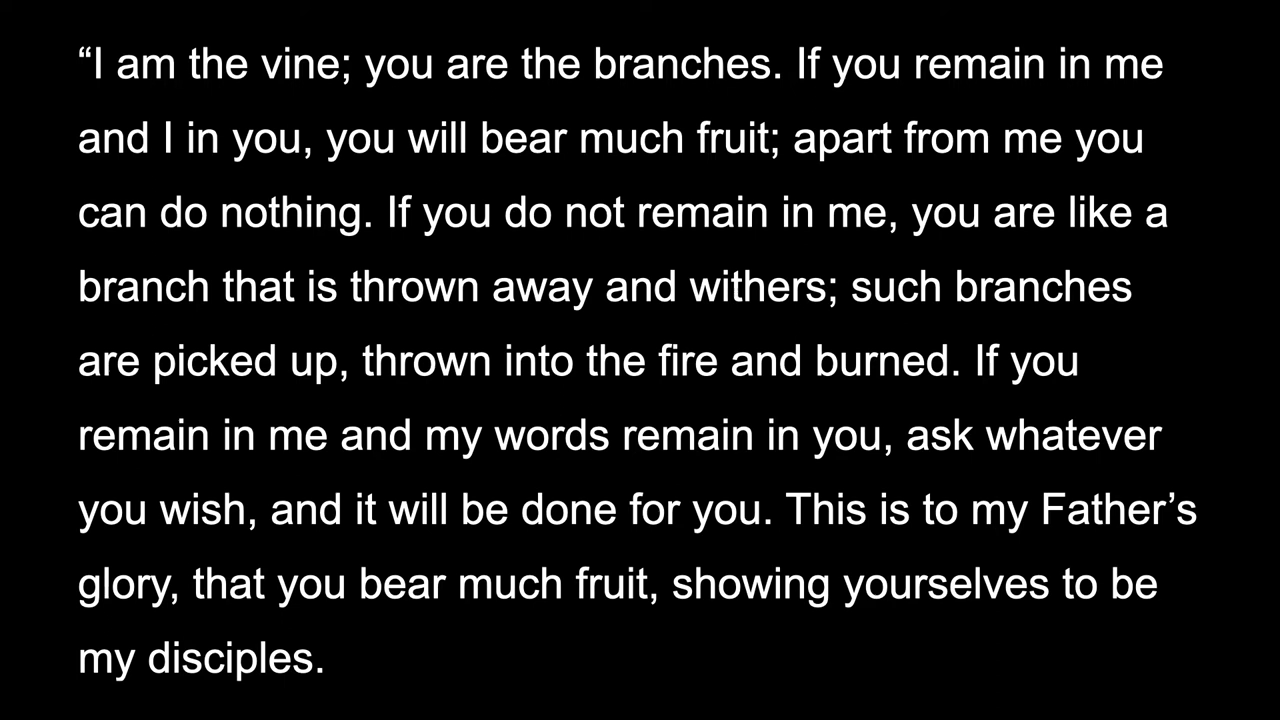 “I am the vine; you are the branches. If you remain in me
and I in you, you will bear much fruit; apart from me you
can do nothing. If you do not remain in me, you are like a
branch that is thrown away and withers; such branches
are picked up, thrown into the fire and burned. If you
remain in me and my words remain in you, ask whatever
you wish, and it will be done for you. This is to my Father’s
glory, that you bear much fruit, showing yourselves to be
my disciples.